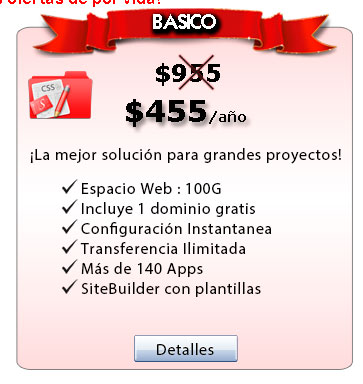 ofertas de por vida!
BASICO
$955
$455/año
CSS
¡La mejor solución para grandes proyectos!
Espacio Web : 100G
Incluye 1 dominio gratis
Configuración Instantanea
Transferencia Ilimitada
Más de 140 Apps
SiteBuilder con plantillas
Detalles